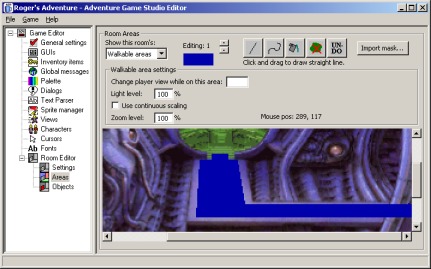 Roger's Adventure - Adventure Game Studio Editor
File Game Help
Game Editor
General settings
GUIs
Inventory items
Global messages
Palette
Dialogs
Text Parser
Sprite manager
Views
Characters
Cursors
Ab Fonts
Room Editor
Settings
Areas
Objects
Room Areas
Show this room's:
Walkable areas
Editing: 1
UN-
DO
Import mask...
Click and drag to draw straight line.
Walkable area settings
Change player view while on this area:
Light level: 100 %
Use continuous scaling
Zoom level: 100 %
Mouse pos: 289, 117